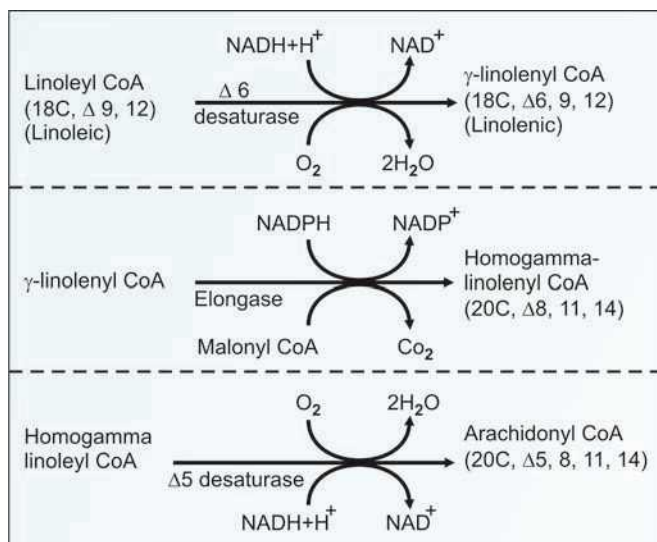 NADH+H+ NAD+
Linoleyl CoA
(18C, Δ 9, 12)
(Linoleic)
Δ 6
desaturase
γ-linolenyl CoA
(18C, Δ6, 9, 12)
(Linolenic)
O2 2H2O
NADPH NADP+
γ-linolenyl CoA
Elongase
Homogamma-
linolenyl CoA
(20C, Δ8, 11, 14)
Malonyl CoA Co2
O2 2H2O
Homogamma
linoleyl CoA
Δ5 desaturase
Arachidonyl CoA
(20C, Δ5, 8, 11, 14)
NADH+H+ NAD+